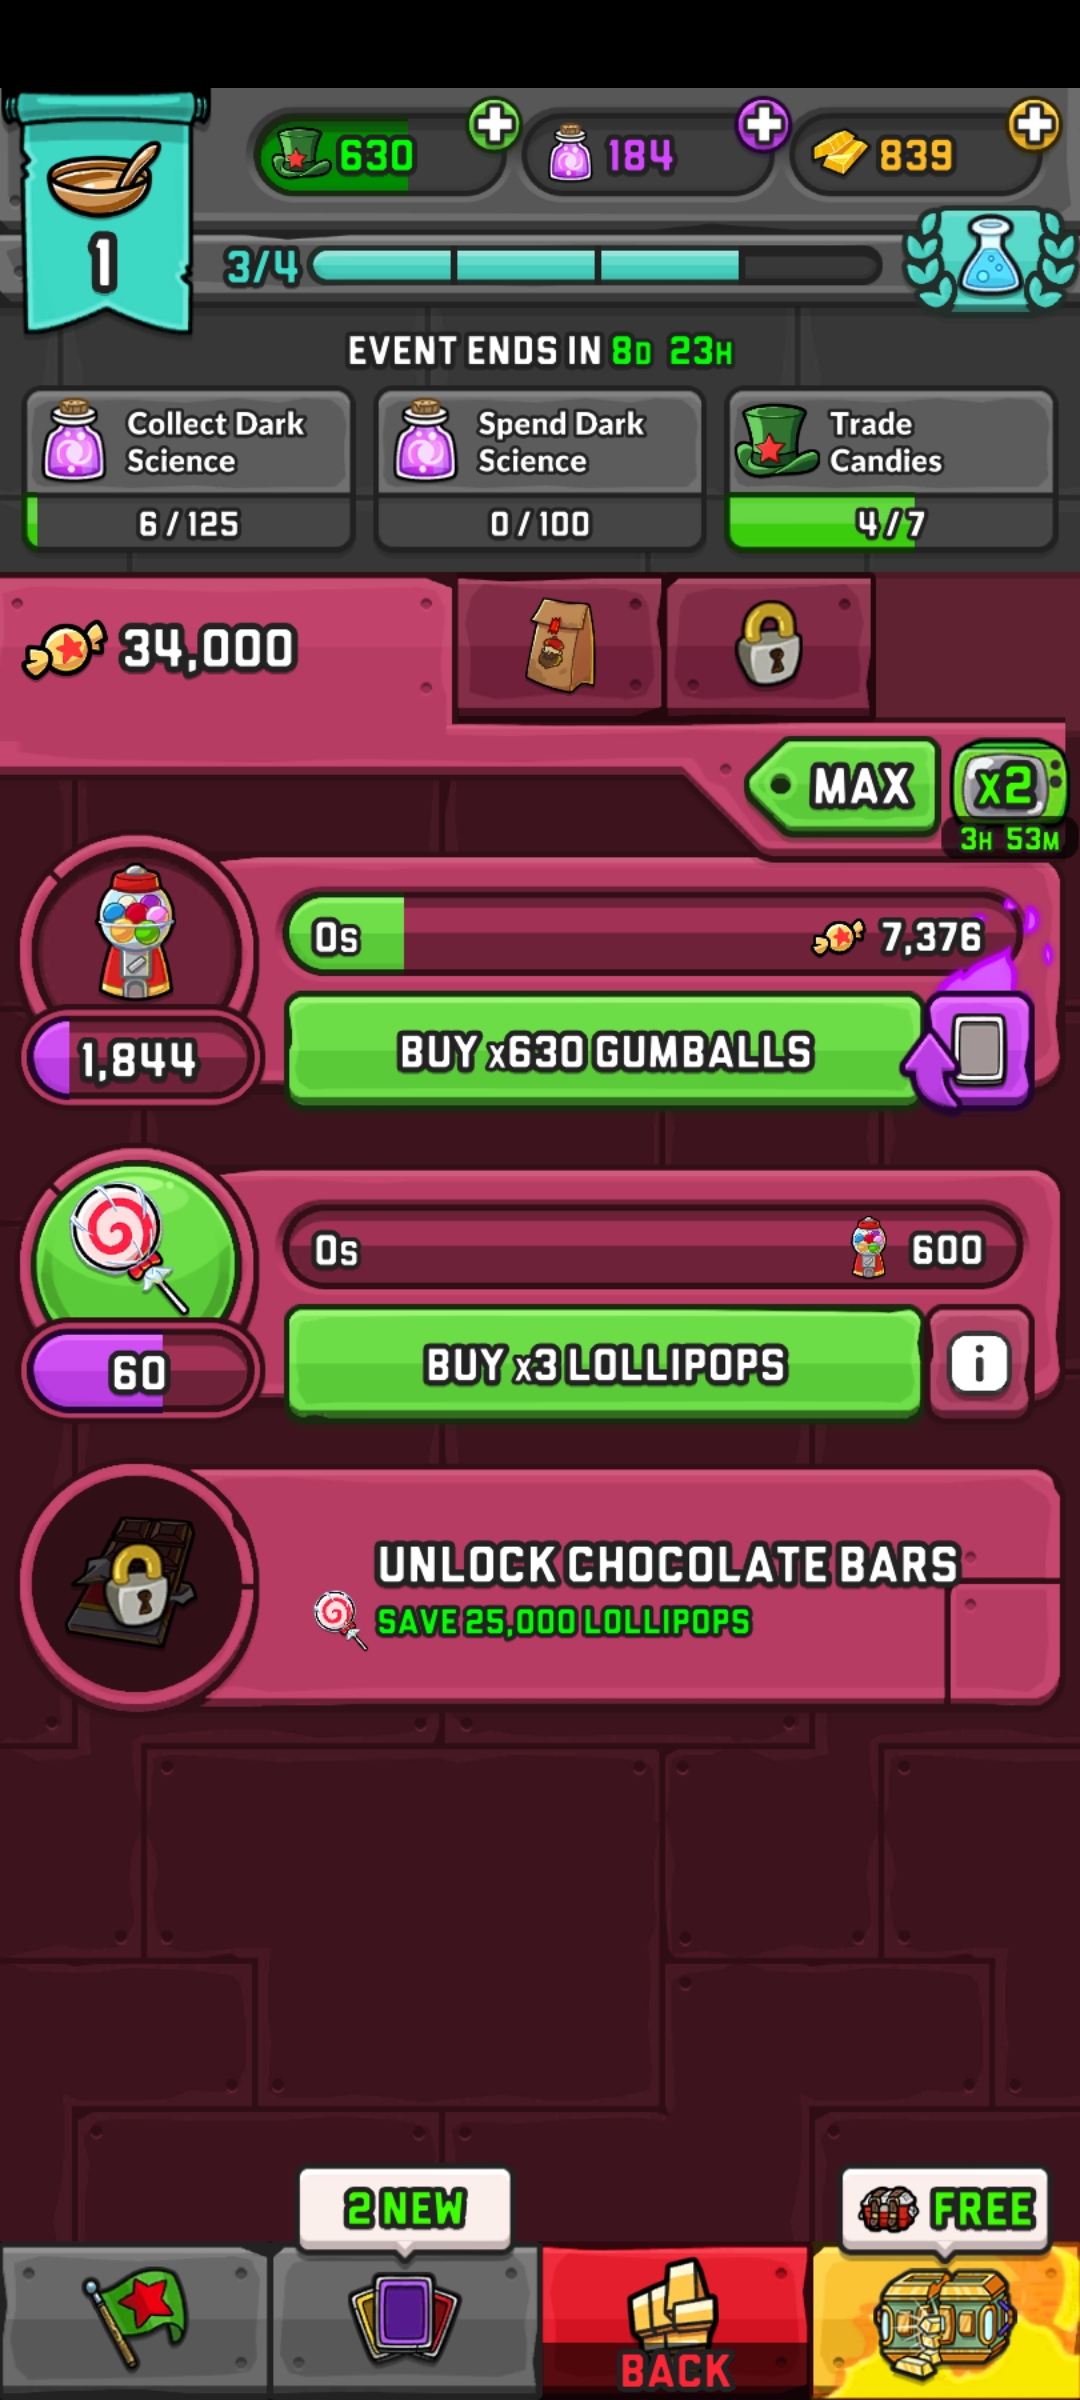 630
184
839
1
3/4
EVENT ENDS IN 8D 23H
Collect Dark
Science
6 / 125
Spend Dark
Science
0 / 100
Trade
Candies
4 / 7
34,000
MAX
x2
3H 53M
0s
7,376
1,844
BUY x630 GUMBALLS
0s
600
60
BUY x3 LOLLIPOPS
i
UNLOCK CHOCOLATE BARS
SAVE 25,000 LOLLIPOPS
2 NEW
FREE
BACK